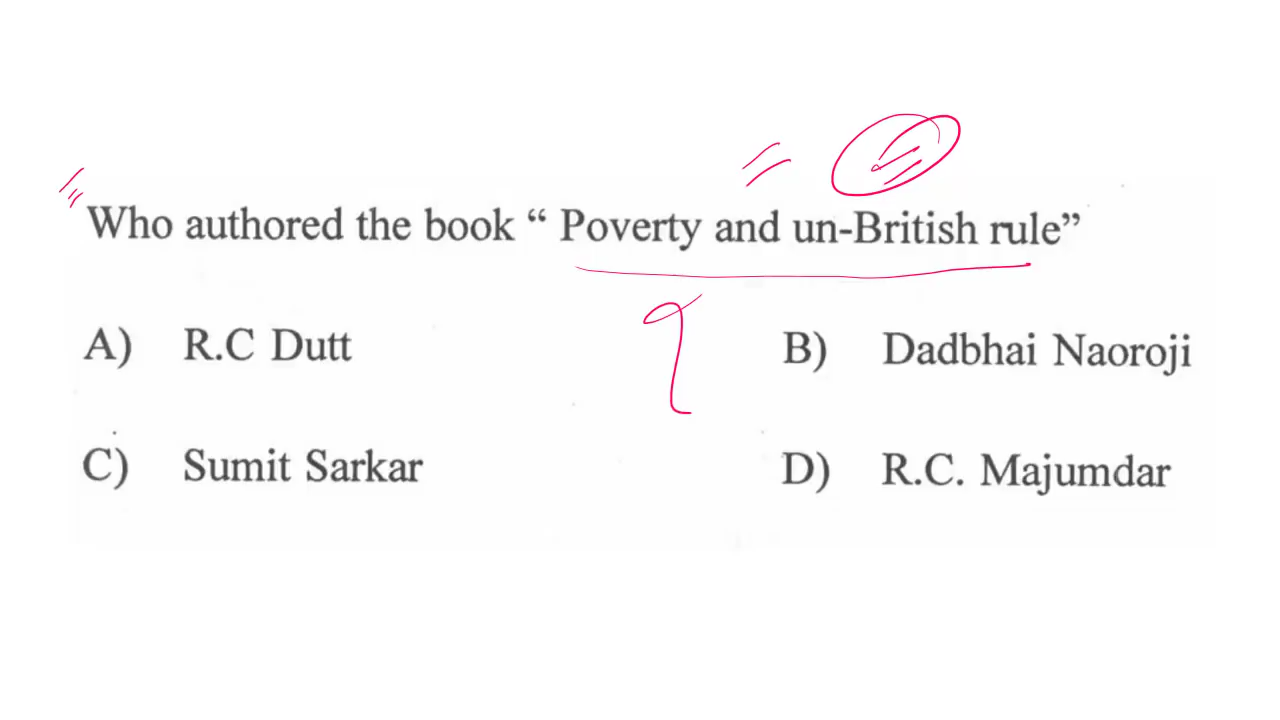 Who authored the book “ Poverty and un-British rule”
A) R.C Dutt B) Dadbhai Naoroji
C) Sumit Sarkar D) R.C. Majumdar